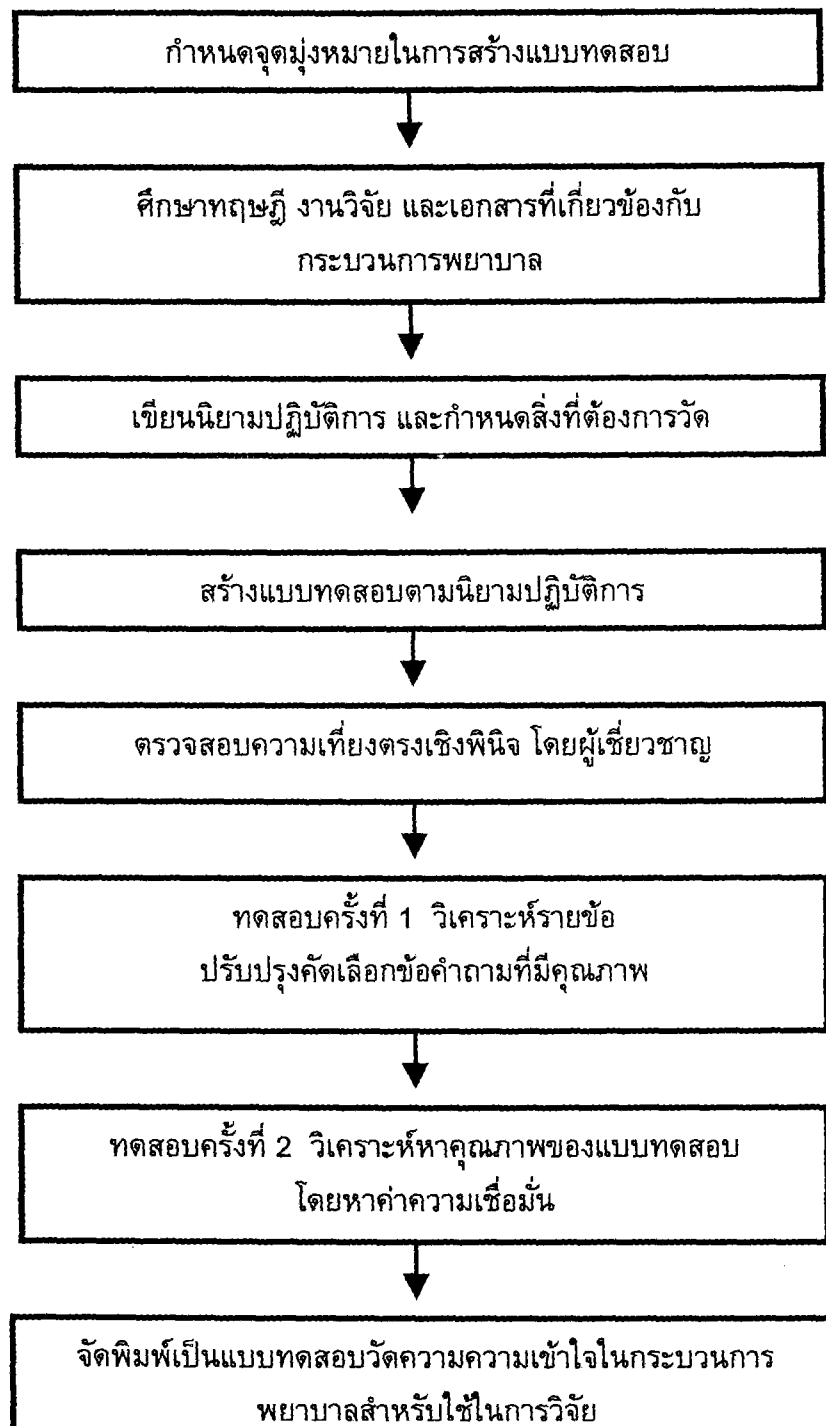 กำหนดจุดมุ่งหมายในการสร้างแบบทดสอบ
ศึกษาทฤษฎี งานวิจัย และเอกสารที่เกี่ยวข้องกับ
กระบวนการพยาบาล
เขียนนิยามปฏิบัติการ และกำหนดสิ่งที่ต้องการวัด
สร้างแบบทดสอบตามนิยามปฏิบัติการ
ตรวจสอบความเที่ยงตรงเชิงพินิจ โดยผู้เชี่ยวชาญ
ทดสอบครั้งที่ 1 วิเคราะห์รายข้อ
ปรับปรุงคัดเลือกข้อคำถามที่มีคุณภาพ
ทดสอบครั้งที่ 2 วิเคราะห์หาคุณภาพของแบบทดสอบ
โดยหาค่าความเชื่อมั่น
จัดพิมพ์เป็นแบบทดสอบวัดความความเข้าใจในกระบวนการ
พยาบาลสำหรับใช้ในการวิจัย